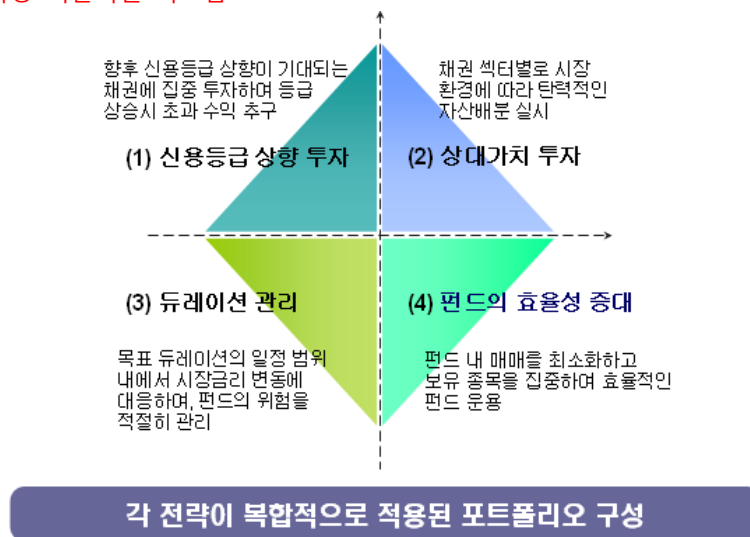 향후 신용등급 상향이 기대되는
채권에 집중 투자하며 등급
상승시 초과 수익 추구
(1) 신용등급 상향 투자
채권 섹터별로 시장
환경에 따라 탄력적인
자산배분 실시
(2) 상대가치 투자
(3) 듀레이션 관리
목표 듀레이션의 일정 범위
내에서 시장금리 변동에
대응하며, 펀드의 위험을
적절히 관리
(4) 펀드의 효율성 증대
펀드 내 매매를 최소화하고
보유 종목을 집중하여 효율적인
펀드 운용
각 전략이 복합적으로 적용된 포트폴리오 구성